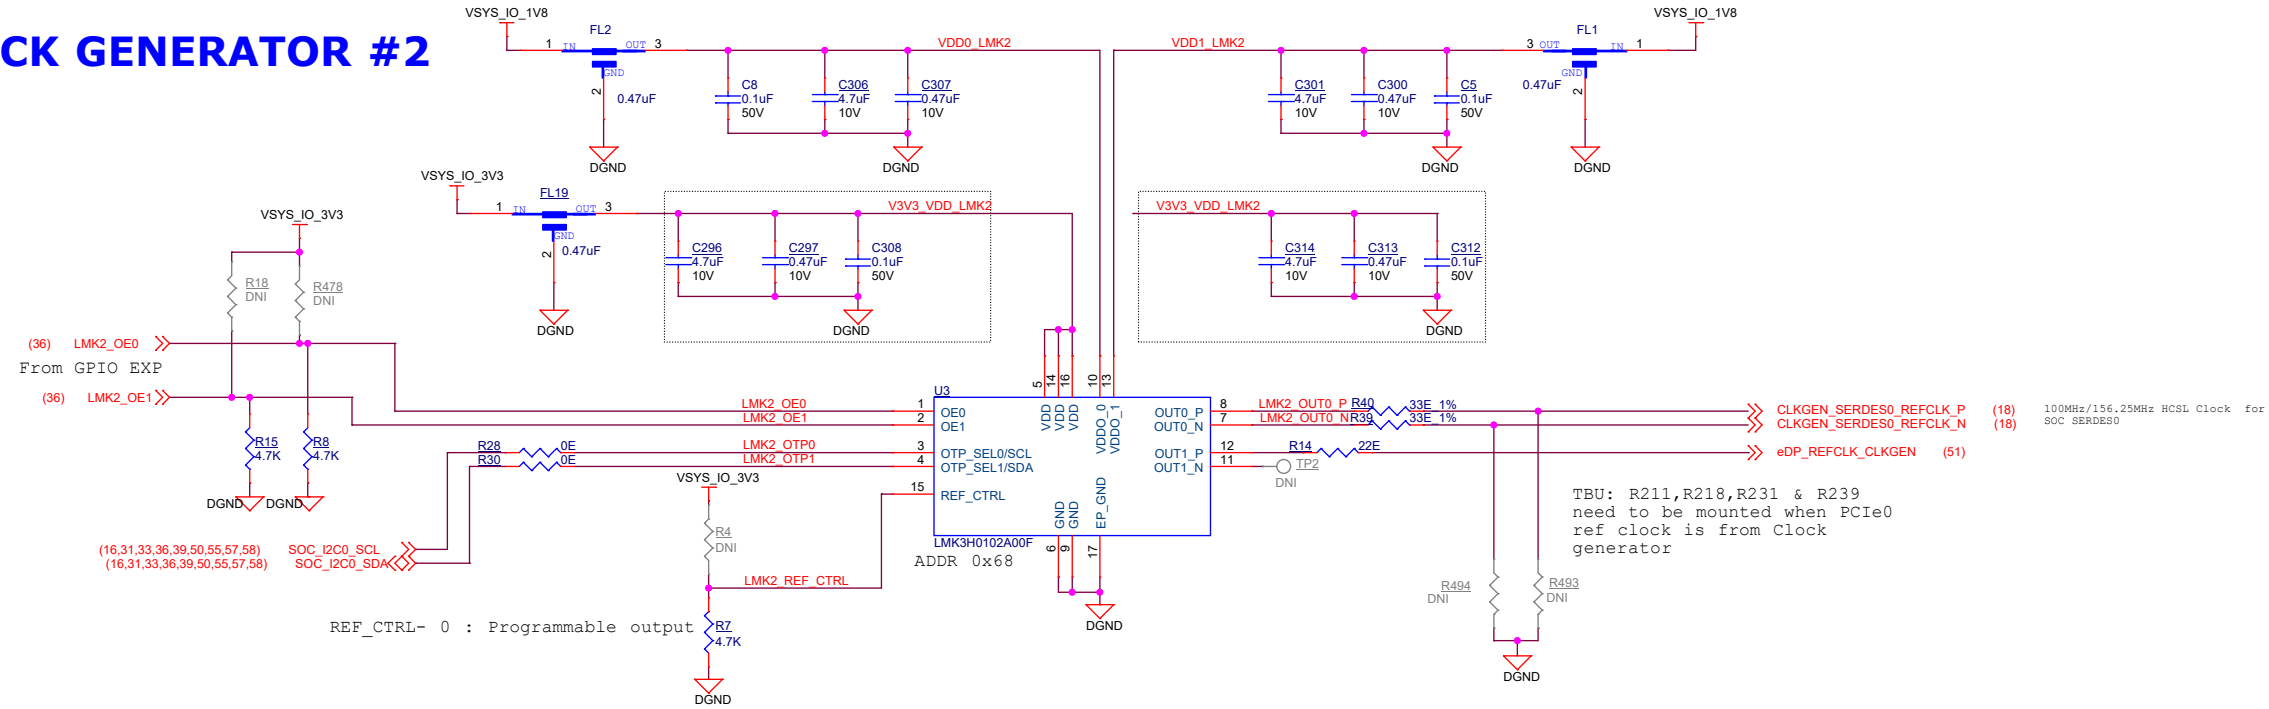 CK GENERATOR #2
VSYS_IO_1V8
FL2
1 IN OUT 3
GND
2
0.47uF
DGND
VDD0_LMK2
C8
0.1uF
50V
C306
4.7uF
10V
C307
0.47uF
10V
DGND
VDD1_LMK2
C301
4.7uF
10V
C300
0.47uF
10V
C5
0.1uF
50V
DGND
VSYS_IO_1V8
FL1
3 OUT IN 1
GND
2
0.47uF
DGND
VSYS_IO_3V3
FL19
1 IN OUT 3
GND
2
0.47uF
DGND
V3V3_VDD_LMK2
C296
4.7uF
10V
C297
0.47uF
10V
C308
0.1uF
50V
DGND
V3V3_VDD_LMK2
C314
4.7uF
10V
C313
0.47uF
10V
C312
0.1uF
50V
DGND
VSYS_IO_3V3
R18
DNI
R478
DNI
(36) LMK2_OE0
From GPIO EXP
(36) LMK2_OE1
R15
4.7K
R8
4.7K
DGND
DGND
LMK2_OE0
LMK2_OE1
R28 0E LMK2_OTP0
R30 0E LMK2_OTP1
VSYS_IO_3V3
R4
DNI
LMK2_REF_CTRL
R7
4.7K
DGND
REF_CTRL- 0 : Programmable output
(16,31,33,36,39,50,55,57,58) SOC_I2C0_SCL
(16,31,33,36,39,50,55,57,58) SOC_I2C0_SDA
U3
5 14 16 10 13
VDD VDD VDD VDDO_0 VDDO_1
1 OE0
2 OE1
3 OTP_SEL0/SCL
4 OTP_SEL1/SDA
15 REF_CTRL
OUT0_P 8
OUT0_N 7
OUT1_P 12
OUT1_N 11
GND GND EP_GND
6 9 17
LMK3H0102A00F
ADDR 0x68
DGND
LMK2_OUT0_P R40 33E_1%
LMK2_OUT0_N R39 33E_1%
R14 22E
TP2
DNI
CLKGEN_SERDES0_REFCLK_P (18)
CLKGEN_SERDES0_REFCLK_N (18)
eDP_REFCLK_CLKGEN (51)
100MHz/156.25MHz HCSL Clock for
SOC SERDES0
TBU: R211,R218,R231 & R239
need to be mounted when PCIe0
ref clock is from Clock
generator
R494
DNI
R493
DNI
DGND